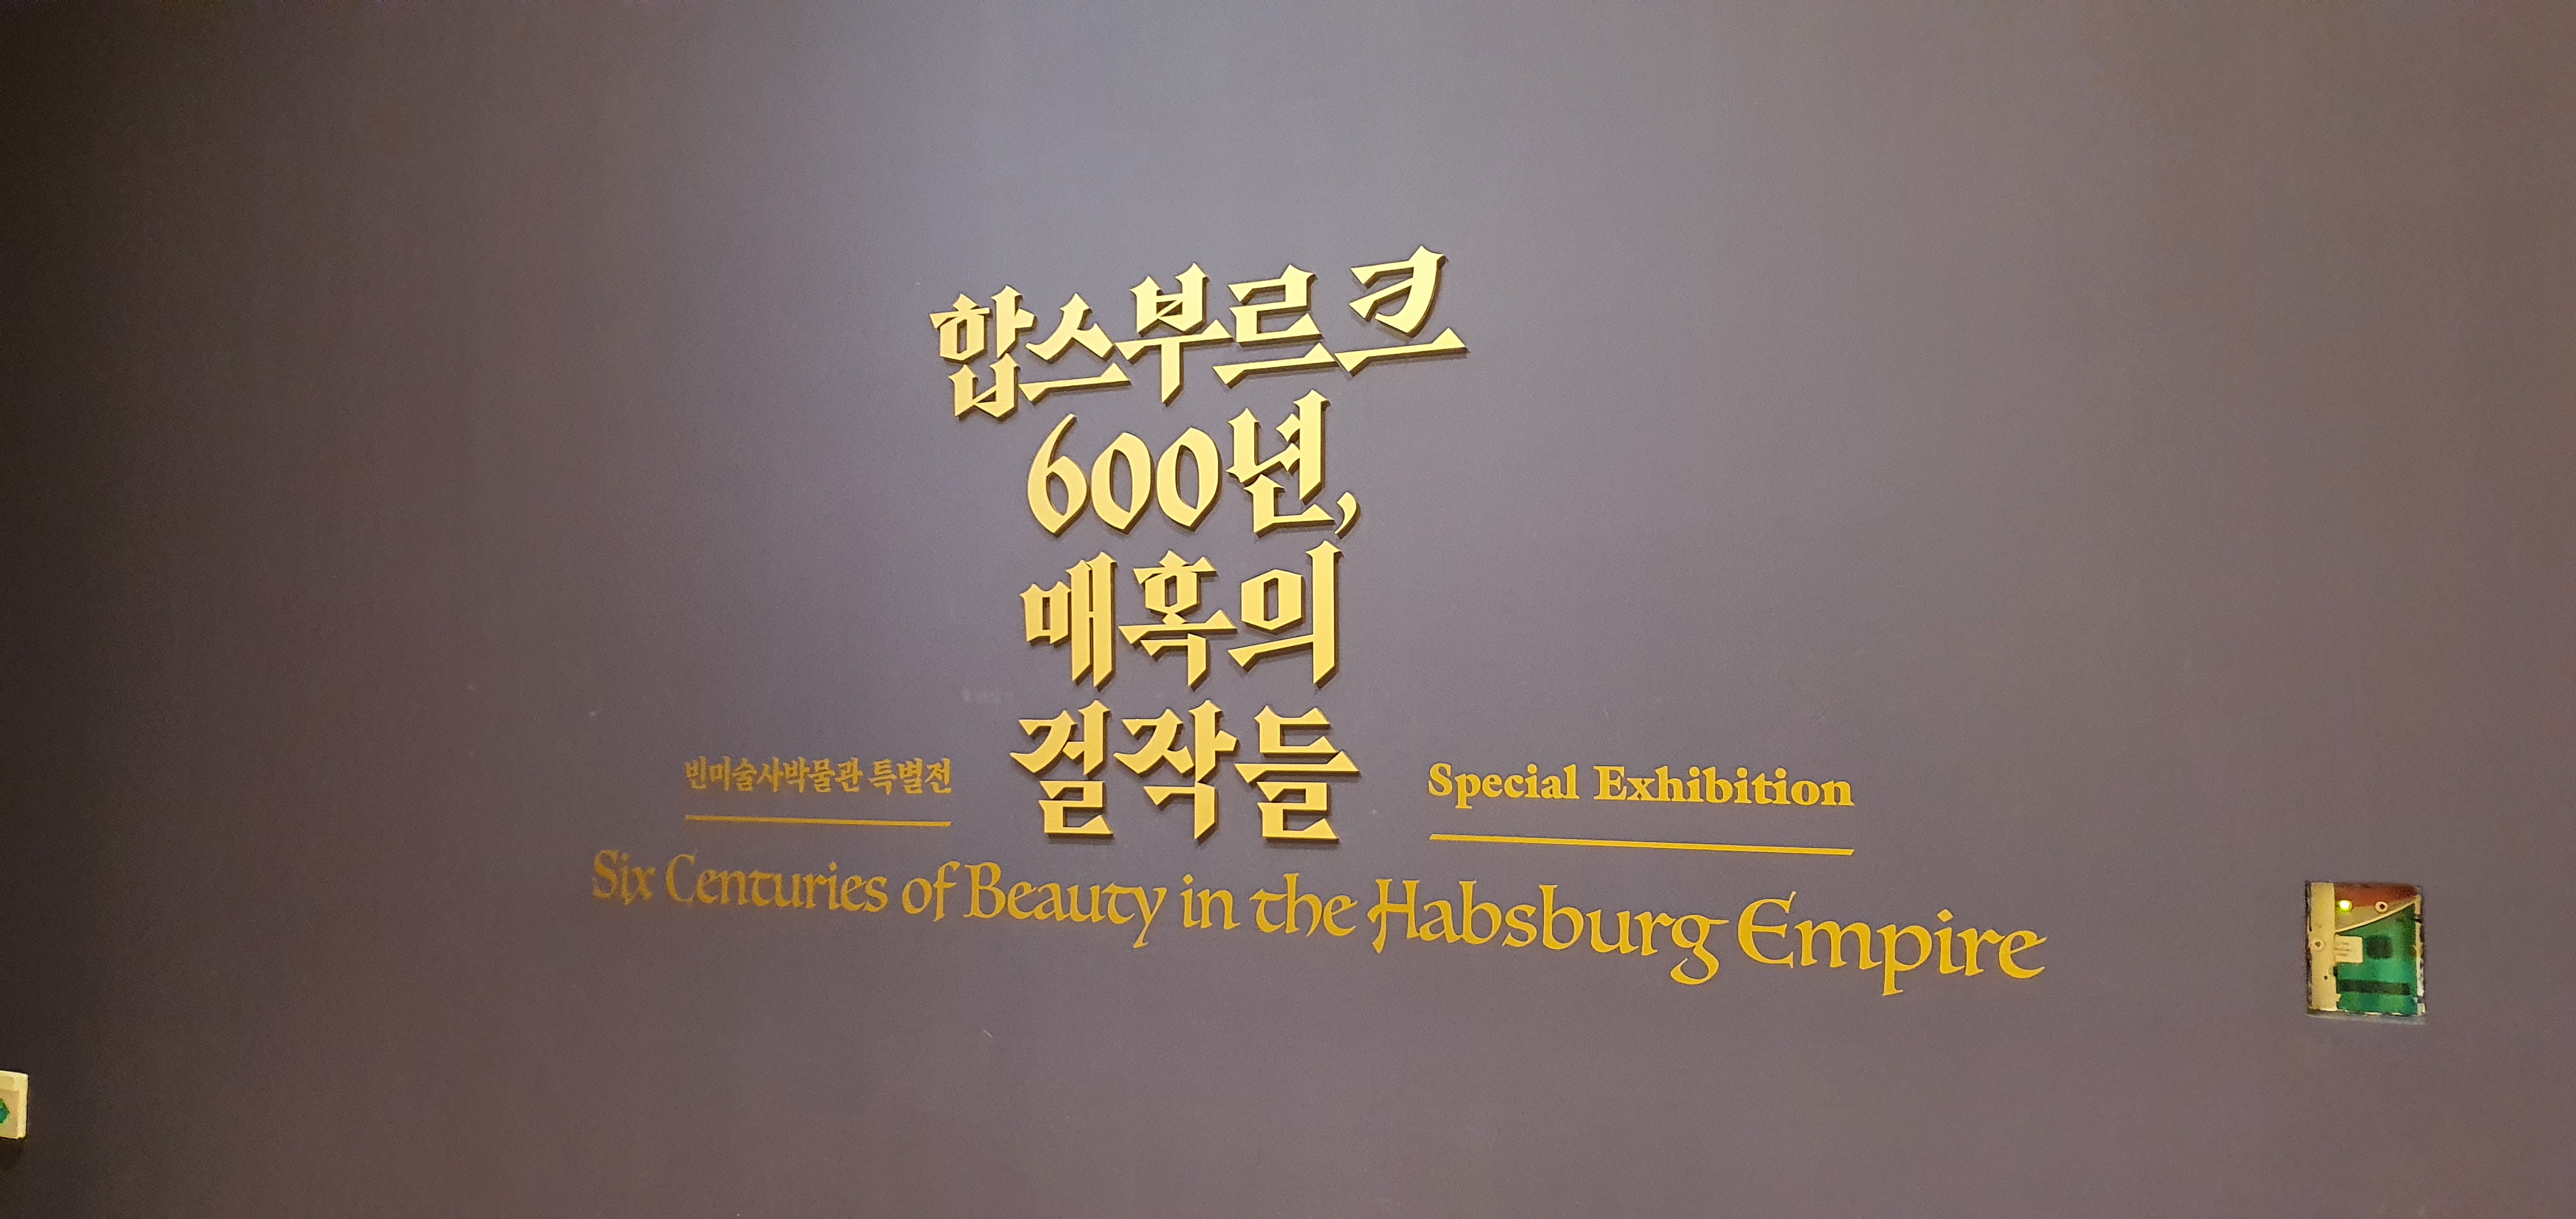 합스부르크
600년,
매혹의
걸작들
빈미술사박물관 특별전
Special Exhibition
Six Centuries of Beauty in the Habsburg Empire